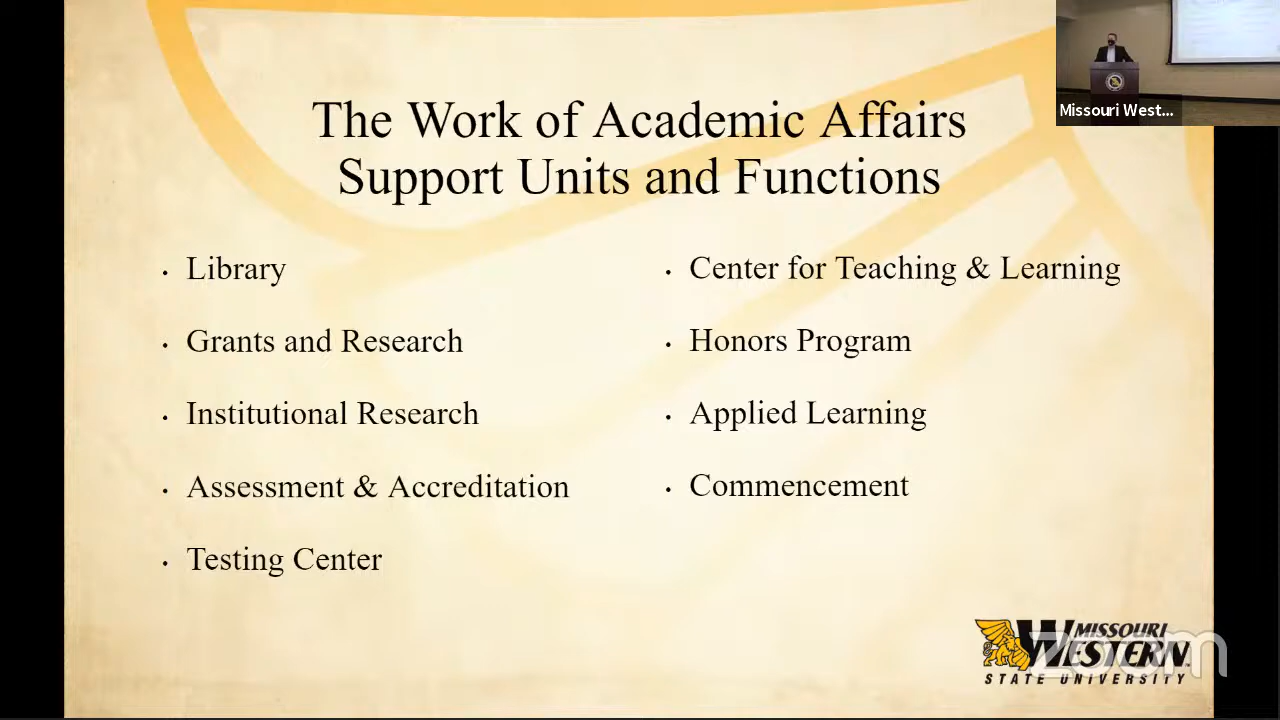 Missouri West...
The Work of Academic Affairs
Support Units and Functions
· Library
· Grants and Research
· Institutional Research
· Assessment & Accreditation
· Testing Center
· Center for Teaching & Learning
· Honors Program
· Applied Learning
· Commencement
MISSOURI
WESTERN
STATE UNIVERSITY
zoom